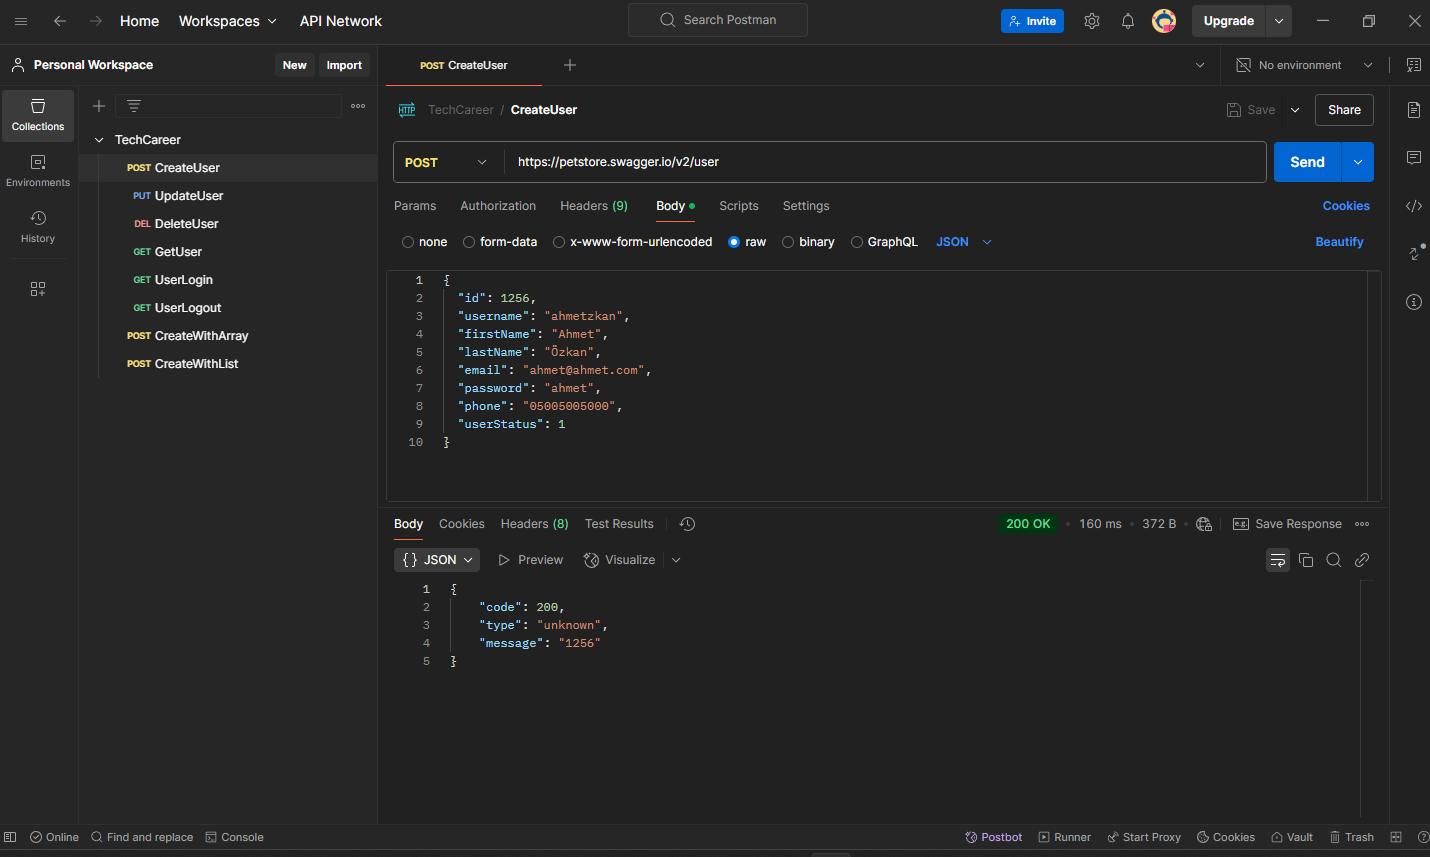 Home Workspaces API Network Search Postman Invite Upgrade
Personal Workspace New Import POST CreateUser No environment
Collections
Environments
History
TechCareer
POST CreateUser
PUT UpdateUser
DEL DeleteUser
GET GetUser
GET UserLogin
GET UserLogout
POST CreateWithArray
POST CreateWithList
HTTP TechCareer / CreateUser Save Share
POST https://petstore.swagger.io/v2/user Send
Params Authorization Headers (9) Body Scripts Settings Cookies
none form-data x-www-form-urlencoded raw binary GraphQL JSON Beautify
1 {
2 "id": 1256,
3 "username": "ahmetzkan",
4 "firstName": "Ahmet",
5 "lastName": "Özkan",
6 "email": "ahmet@ahmet.com",
7 "password": "ahmet",
8 "phone": "05005005000",
9 "userStatus": 1
10 }
Body Cookies Headers (8) Test Results 200 OK • 160 ms • 372 B • e.g. Save Response
{} JSON Preview Visualize
1 {
2 "code": 200,
3 "type": "unknown",
4 "message": "1256"
5 }
Online Find and replace Console Postbot Runner Start Proxy Cookies Vault Trash